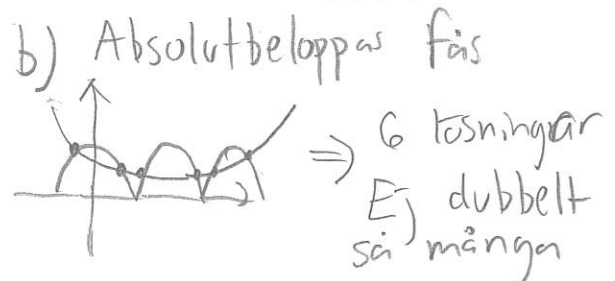 b) Absolutbeloppas fås
⇒ 6 lösningar
Ej dubbelt
så många